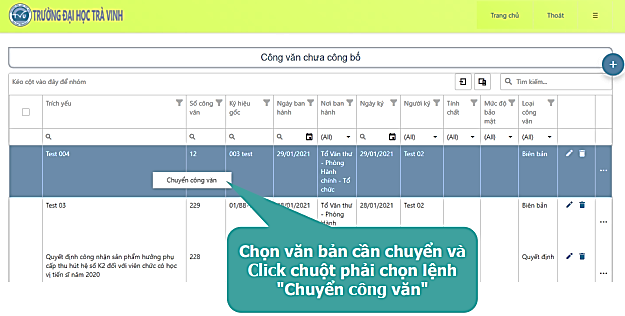 TVU TRƯỜNG ĐẠI HỌC TRÀ VINH Trang chủ Thoát
Công văn chưa công bố
Kéo cột vào đây để nhóm Tìm kiếm...
Trích yếu Số công văn Ký hiệu gốc Ngày ban hành Nơi ban hành Ngày ký Người ký Tính chất Mức độ bảo mật Loại công văn
(All) (All) (All) (All) (All)
Test 004 12 003 test 29/01/2021 Tổ Văn thư - Phòng Hành chính - Tổ chức 29/01/2021 Test 02 Biên bản
Chuyển công văn
Test 03 229 01/BB 28/01/2021 Tổ Văn thư - Phòng Hành 28/01/2021 Test 02 Biên bản
Quyết định công nhận sản phẩm hưởng phụ cấp thu hút hệ số K2 đối với viên chức có học vị tiến sĩ năm 2020 228 Quyết định
Chọn văn bản cần chuyển và
Click chuột phải chọn lệnh
"Chuyển công văn"